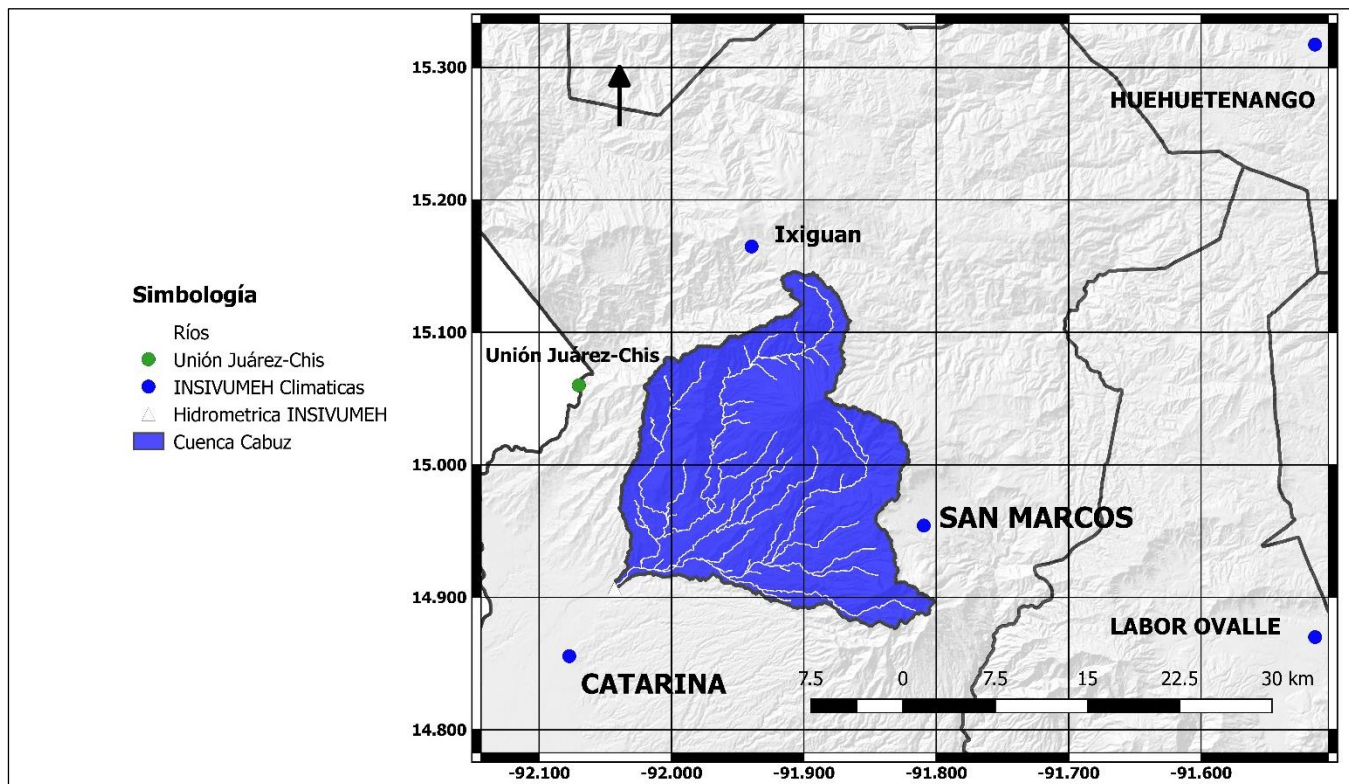 15.300
15.200
15.100
15.000
14.900
14.800
HUEHUETENANGO
Ixiguan
Unión Juárez-Chis
SAN MARCOS
LABOR OVALLE
CATARINA
7.5 0 7.5 15 22.5 30 km
-92.100 -92.000 -91.900 -91.800 -91.700 -91.600
Simbología
Ríos
Unión Juárez-Chis
INSIVUMEH Climaticas
Hidrometrica INSIVUMEH
Cuenca Cabuz